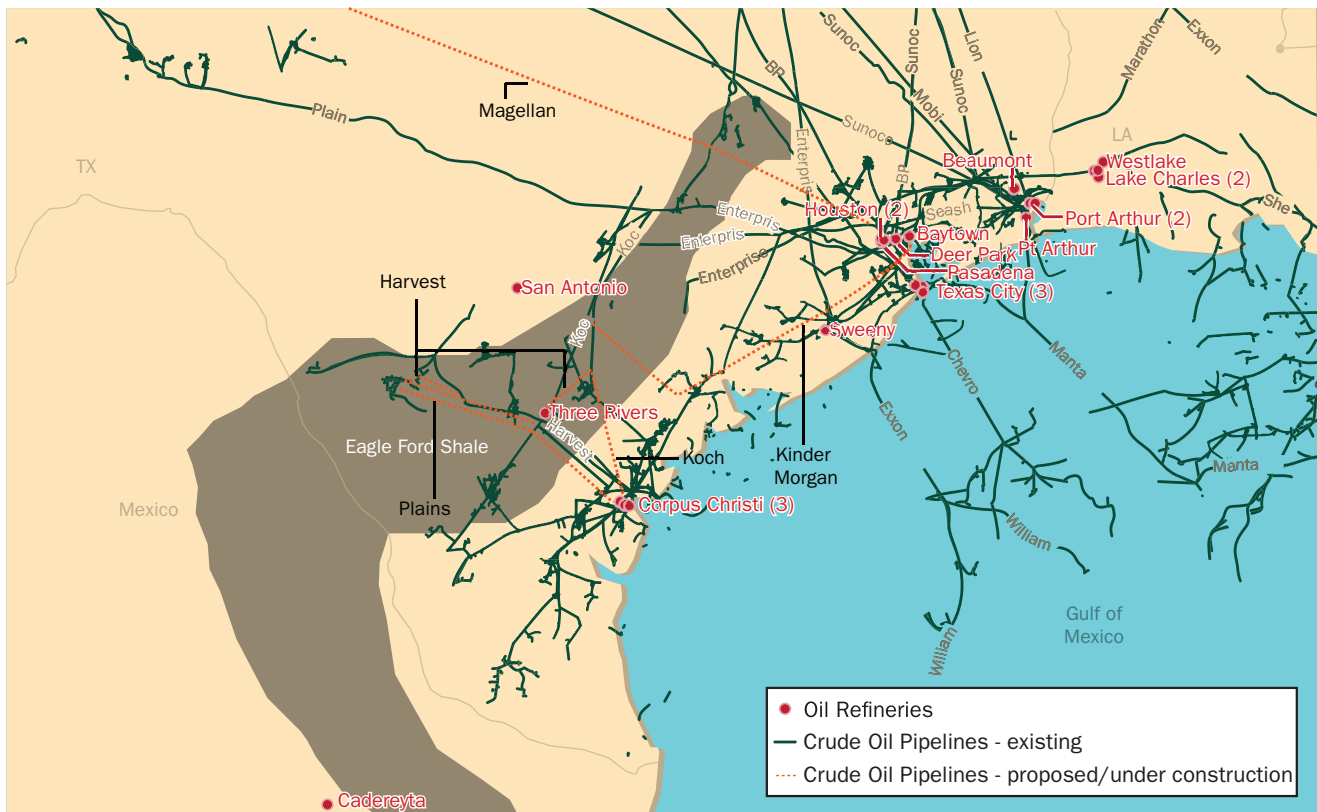 Sunoc
BP
Sunoc
Lion
Sunoc
Mobi
Marathon
Exxon
Magellan
Plain
Sunoco
LA
Enterpris
BP
Beaumont
Westlake
Lake Charles (2)
TX
She
Houston (2)
Seash
Port Arthur (2)
Enterpris
Koc
Enterpris
Baytown
Pt Arthur
Deer Park
Enterprise
Pasadena
Harvest
San Antonio
Texas City (3)
Koc
Sweeny
Chevro
Manta
Three Rivers
Exxon
Harvest
Eagle Ford Shale
Koch
Kinder
Morgan
Manta
Plains
Mexico
Corpus Christi (3)
William
Gulf of
Mexico
William
Oil Refineries
Crude Oil Pipelines - existing
Crude Oil Pipelines - proposed/under construction
Cadereyta